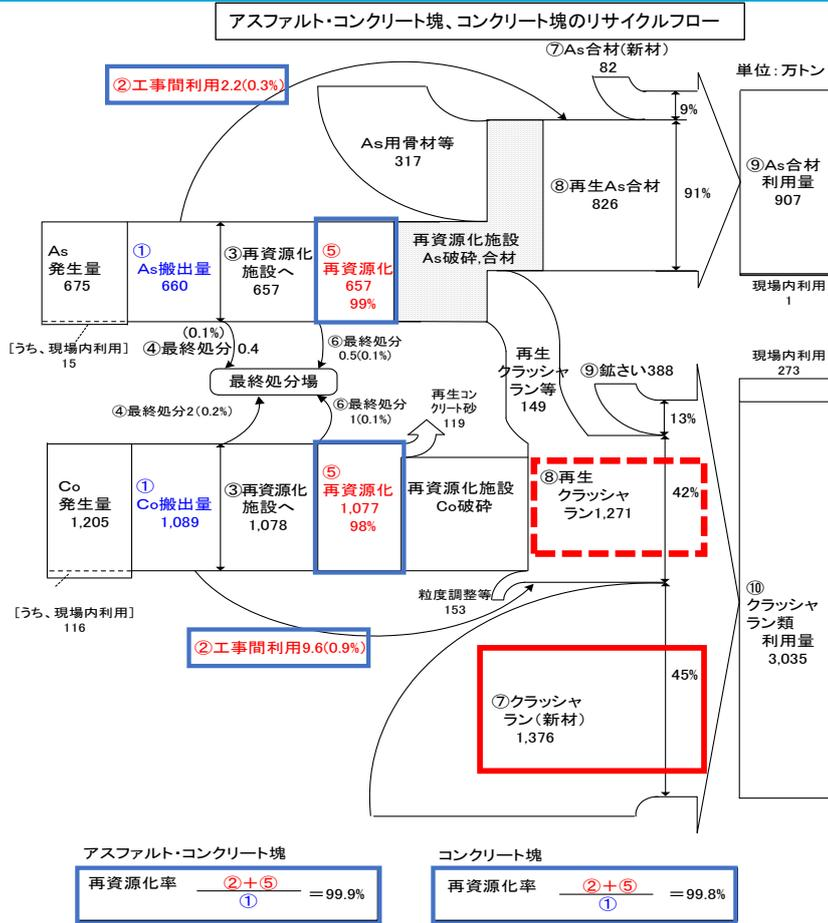 アスファルト・コンクリート塊、コンクリート塊のリサイクルフロー
⑦As合材(新材)
82
単位:万トン
②工事間利用2.2(0.3%)
9%
As用骨材等
317
⑧再生As合材
826
91%
⑨As合材
利用量
907
As
発生量
675
①
As搬出量
660
③再資源化
施設へ
657
⑤
再資源化
657
99%
再資源化施設
As破砕,合材
現場内利用
1
[うち、現場内利用]
15
(0.1%)
④最終処分 0.4
⑥最終処分
0.5(0.1%)
最終処分場
再生
クラッシャ
ラン等
149
⑨鉱さい388
現場内利用
273
13%
④最終処分2(0.2%)
⑥最終処分
1(0.1%)
再生コン
クリート砂
119
Co
発生量
1,205
①
Co搬出量
1,089
③再資源化
施設へ
1,078
⑤
再資源化
1,077
98%
再資源化施設
Co破砕
⑧再生
クラッシャ
ラン1,271
42%
[うち、現場内利用]
116
粒度調整等
153
②工事間利用9.6(0.9%)
⑩
クラッシャ
ラン類
利用量
3,035
⑦クラッシャ
ラン(新材)
1,376
45%
アスファルト・コンクリート塊
再資源化率 ②+⑤
① =99.9%
コンクリート塊
再資源化率 ②+⑤
① =99.8%